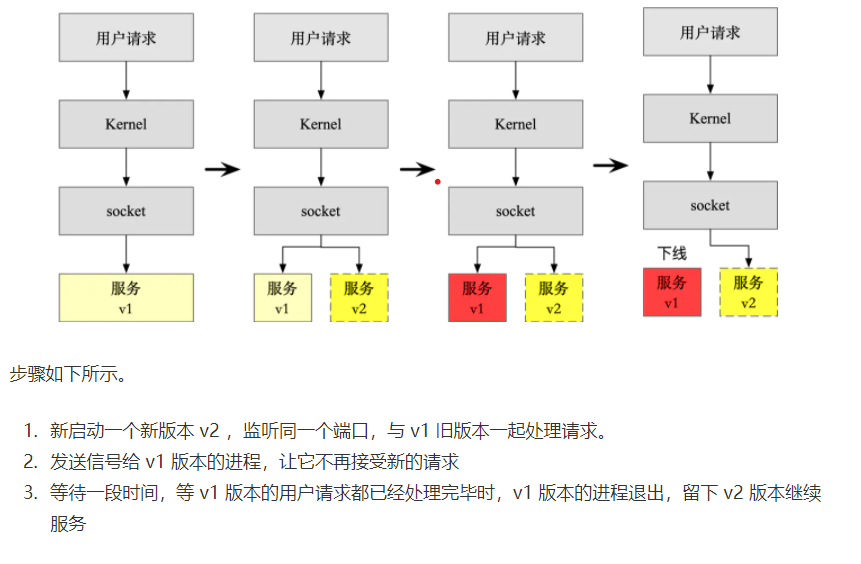 用户请求
Kernel
socket
服务
v1
用户请求
Kernel
socket
服务
v1
服务
v2
用户请求
Kernel
socket
服务
v1
服务
v2
用户请求
Kernel
socket
下线
服务
v1
服务
v2
步骤如下所示。
1. 新启动一个新版本 v2 ，监听同一个端口，与 v1 旧版本一起处理请求。
2. 发送信号给 v1 版本的进程，让它不再接受新的请求
3. 等待一段时间，等 v1 版本的用户请求都已经处理完毕时，v1 版本的进程退出，留下 v2 版本继续
服务